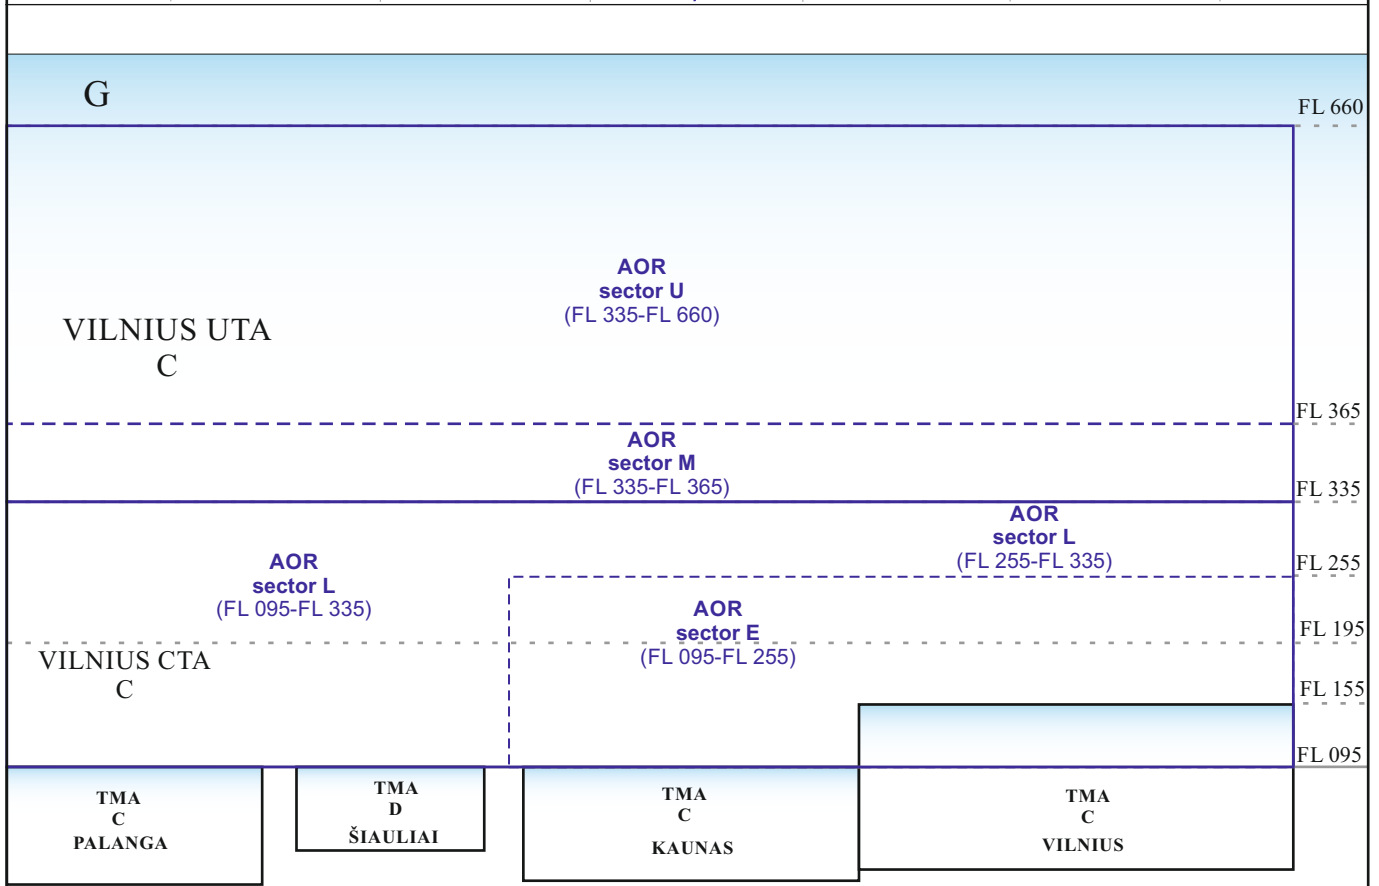 G
FL 660
AOR
sector U
(FL 335-FL 660)
VILNIUS UTA
C
FL 365
AOR
sector M
(FL 335-FL 365)
FL 335
AOR
sector L
(FL 255-FL 335)
AOR
sector L
(FL 095-FL 335)
FL 255
AOR
sector E
(FL 095-FL 255)
FL 195
VILNIUS CTA
C
FL 155
FL 095
TMA
C
PALANGA
TMA
D
ŠIAULIAI
TMA
C
KAUNAS
TMA
C
VILNIUS